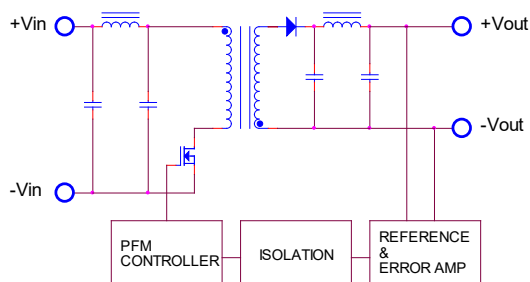 +Vin
+Vout
-Vout
-Vin
PFM
CONTROLLER
ISOLATION
REFERENCE
&
ERROR AMP